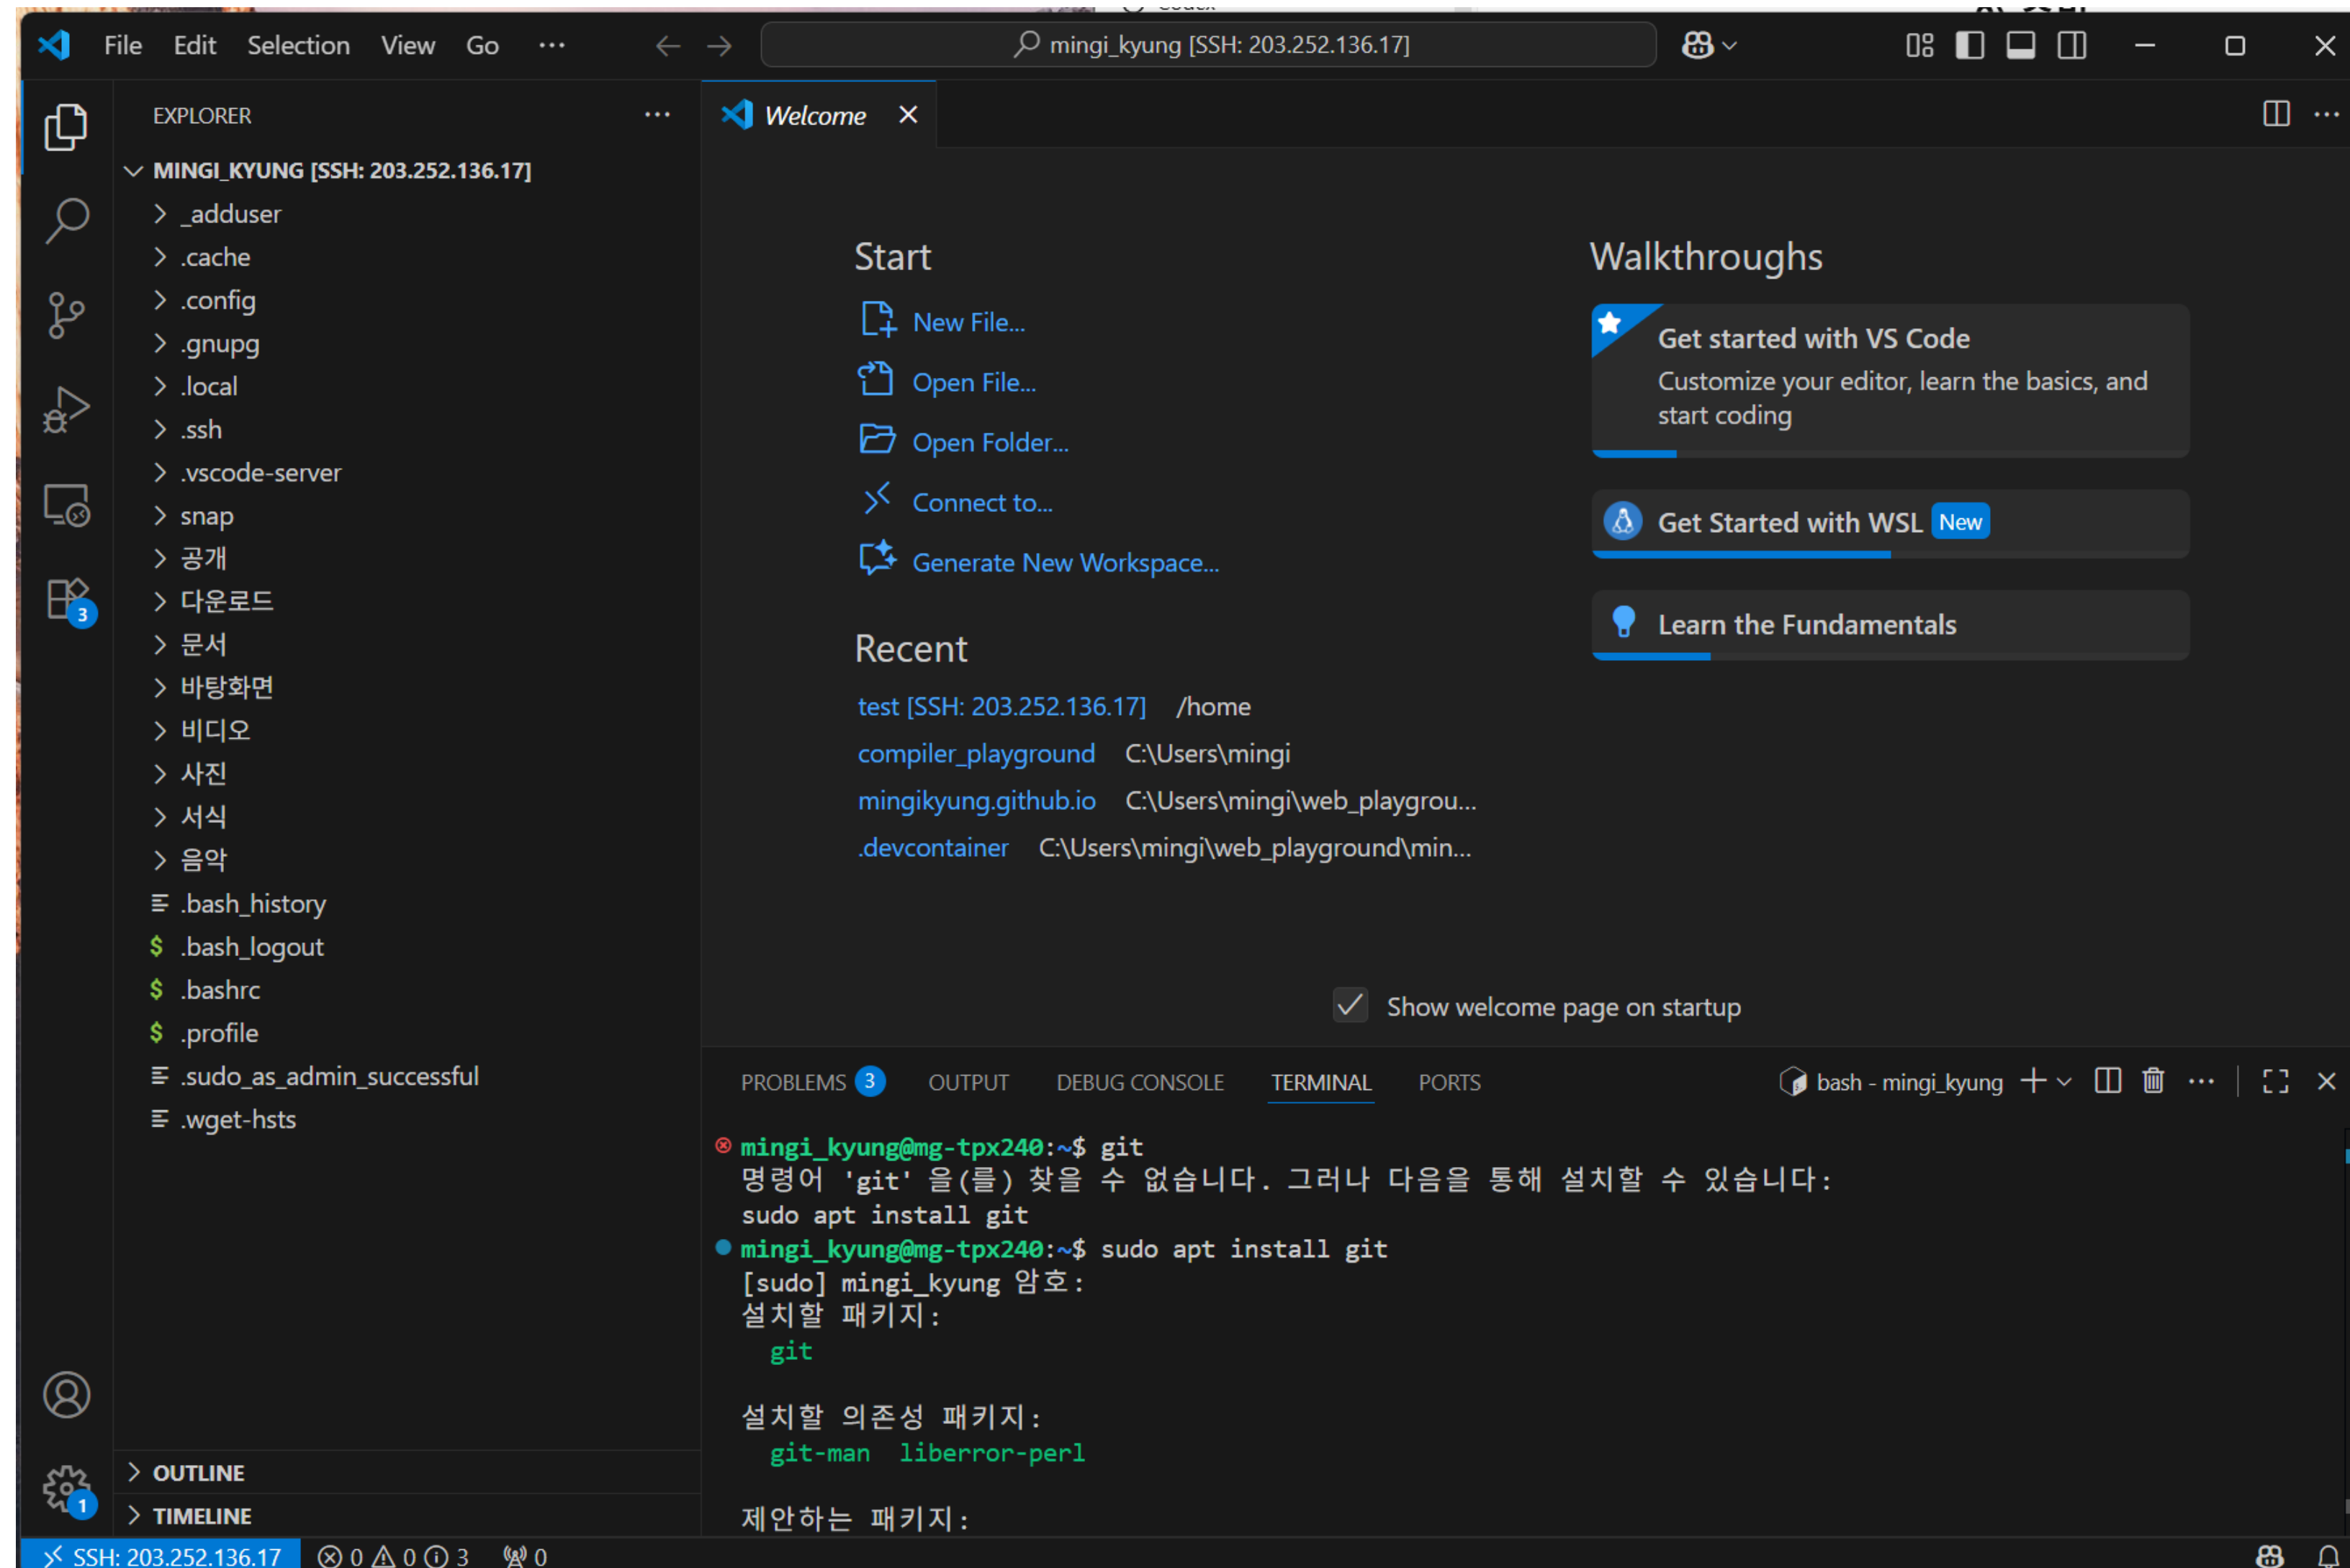 File Edit Selection View Go ...
mingi_kyung [SSH: 203.252.136.17]
EXPLORER
MINGI_KYUNG [SSH: 203.252.136.17]
_adduser
.cache
.config
.gnupg
.local
.ssh
.vscode-server
snap
공개
다운로드
문서
바탕화면
비디오
사진
서식
음악
.bash_history
$ .bash_logout
$ .bashrc
$ .profile
.sudo_as_admin_successful
.wget-hsts
OUTLINE
TIMELINE
3
1
Welcome
Start
New File...
Open File...
Open Folder...
Connect to...
Generate New Workspace...
Recent
test [SSH: 203.252.136.17] /home
compiler_playground C:\Users\mingi
mingikyung.github.io C:\Users\mingi\web_playgrou...
.devcontainer C:\Users\mingi\web_playground\min...
Walkthroughs
Get started with VS Code
Customize your editor, learn the basics, and
start coding
Get Started with WSL New
Learn the Fundamentals
Show welcome page on startup
PROBLEMS 3 OUTPUT DEBUG CONSOLE TERMINAL PORTS
bash - mingi_kyung
mingi_kyung@mg-tpx240:~$ git
명령어 'git' 을(를) 찾을 수 없습니다. 그러나 다음을 통해 설치할 수 있습니다:
sudo apt install git
mingi_kyung@mg-tpx240:~$ sudo apt install git
[sudo] mingi_kyung 암호:
설치할 패키지:
git
설치할 의존성 패키지:
git-man liberror-perl
제안하는 패키지:
SSH: 203.252.136.17 0 0 3 0